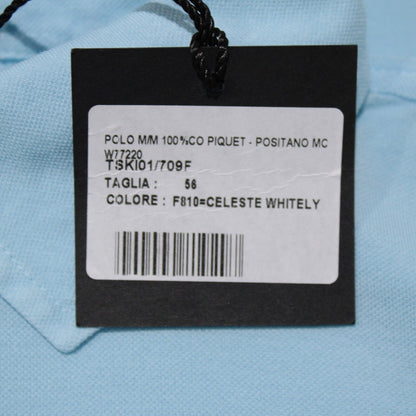 POLO M/M 100%CO PIQUET - POSITANO MC
W77220
TSKI01/709F
TAGLIA : 56
COLORE : F810=CELESTE WHITELY